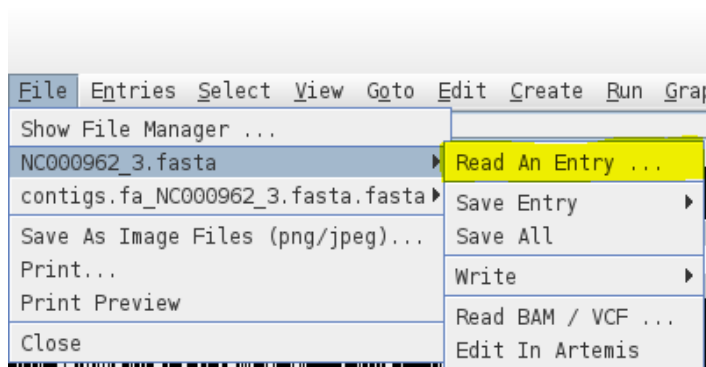 File Entries Select View Goto Edit Create Run
Show File Manager ...
NC000962_3.fasta
contigs.fa_NC000962_3.fasta.fasta
Save As Image Files (png/jpeg)...
Print...
Print Preview
Close
Read An Entry ...
Save Entry
Save All
Write
Read BAM / VCF ...
Edit In Artemis